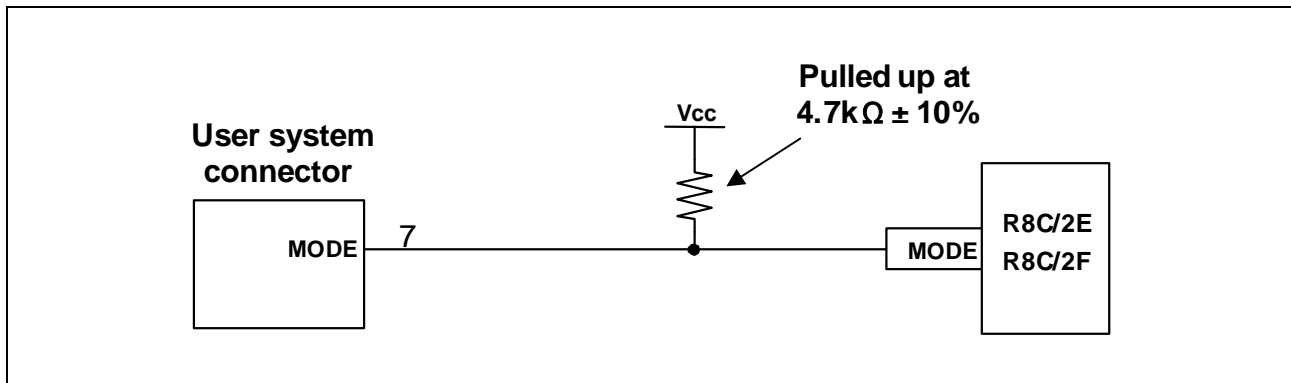 Pulled up at
4.7kΩ ± 10%
Vcc
User system
connector
MODE
7
MODE
R8C/2E
R8C/2F